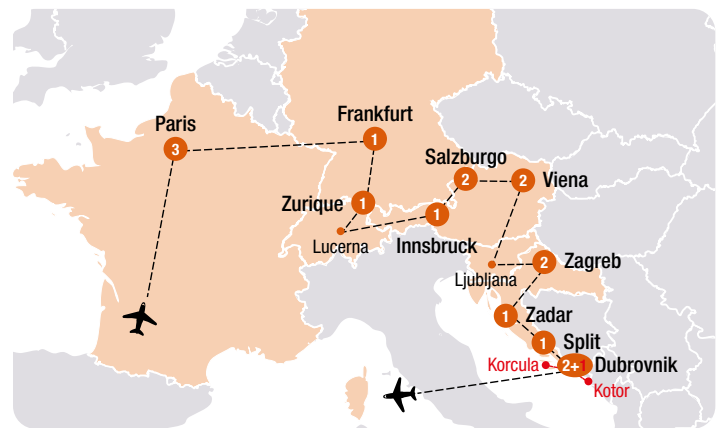 Paris
3
Frankfurt
1
Salzburgo
2
2
Viena
Zurique
1
1
Lucerna
Innsbruck
Ljubljana
2
Zagreb
1
Zadar
1
Split
Korcula
2+1
Dubrovnik
Kotor